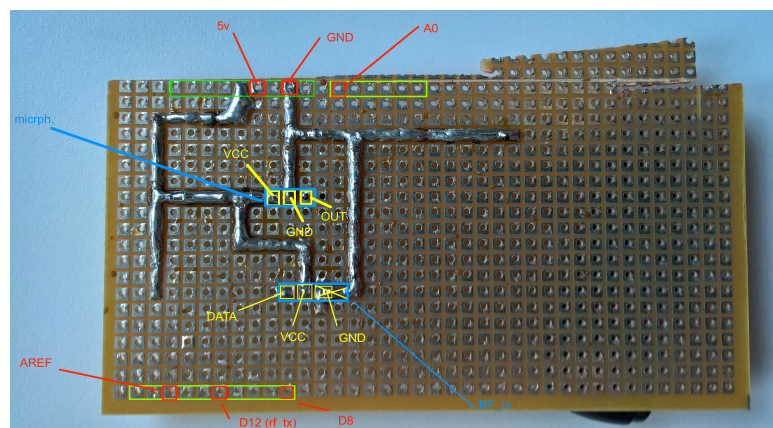 5v
GND
A0
micrph.
VCC
OUT
GND
DATA
VCC
GND
AREF
RF_tx
D12 (rf_tx)
D8